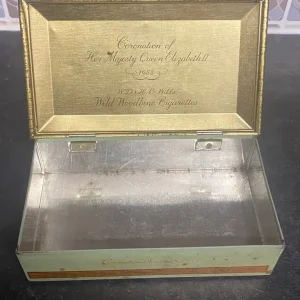 Coronation of
Her Majesty Queen Elizabeth II
1953
W.D. & H.O. Wills
Wild Woodbine Cigarettes